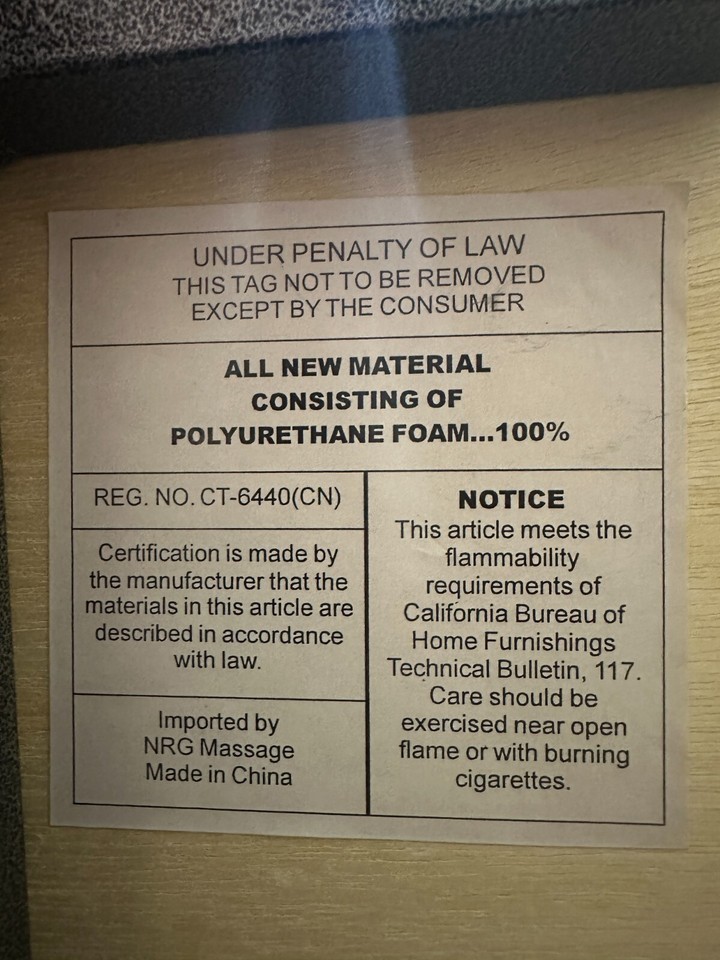 UNDER PENALTY OF LAW
THIS TAG NOT TO BE REMOVED
EXCEPT BY THE CONSUMER
ALL NEW MATERIAL
CONSISTING OF
POLYURETHANE FOAM...100%
REG. NO. CT-6440(CN)
Certification is made by
the manufacturer that the
materials in this article are
described in accordance
with law.
Imported by
NRG Massage
Made in China
NOTICE
This article meets the
flammability
requirements of
California Bureau of
Home Furnishings
Technical Bulletin, 117.
Care should be
exercised near open
flame or with burning
cigarettes.